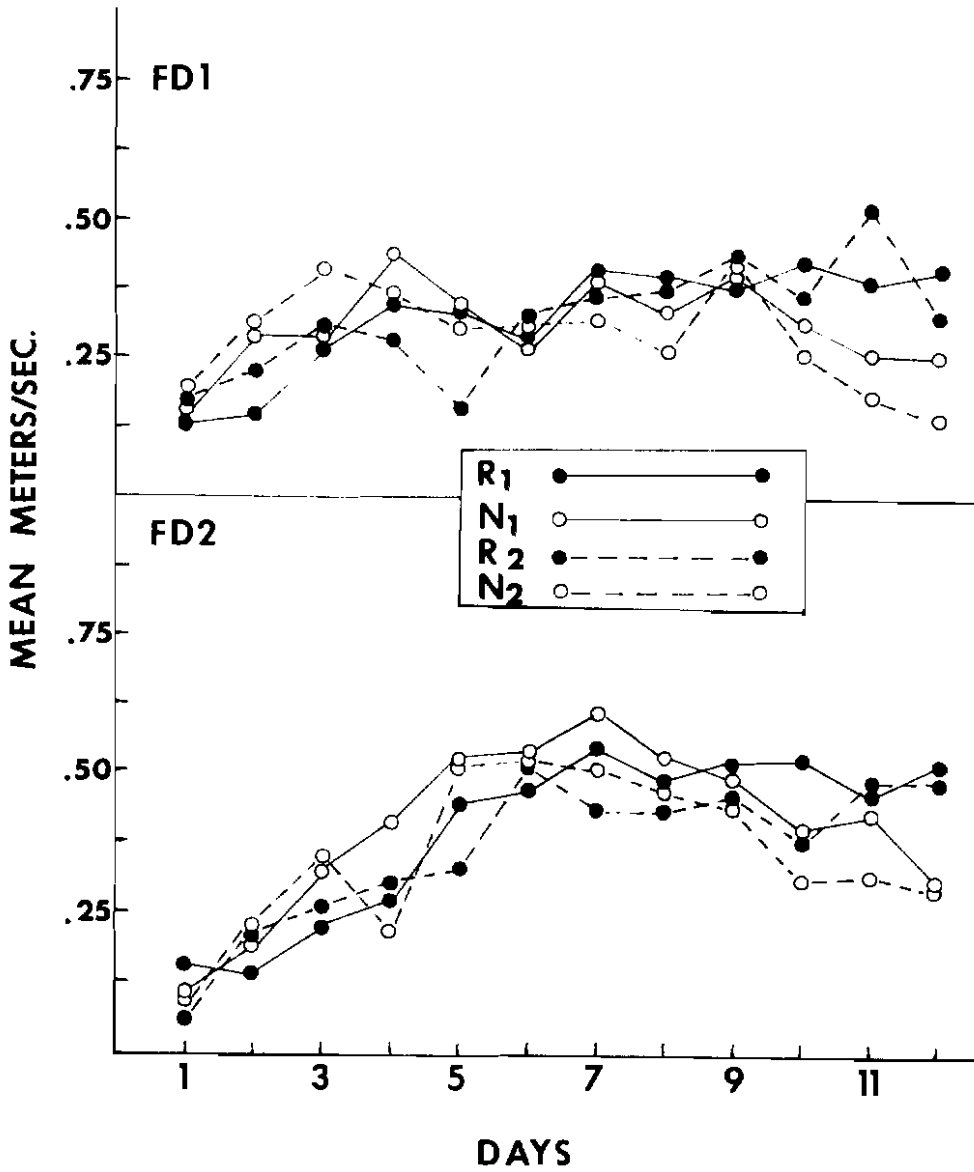 MEAN METERS/SEC.
FD1
.75
.50
.25
R1
N1
R2
N2
FD2
.75
.50
.25
1 3 5 7 9 11
DAYS